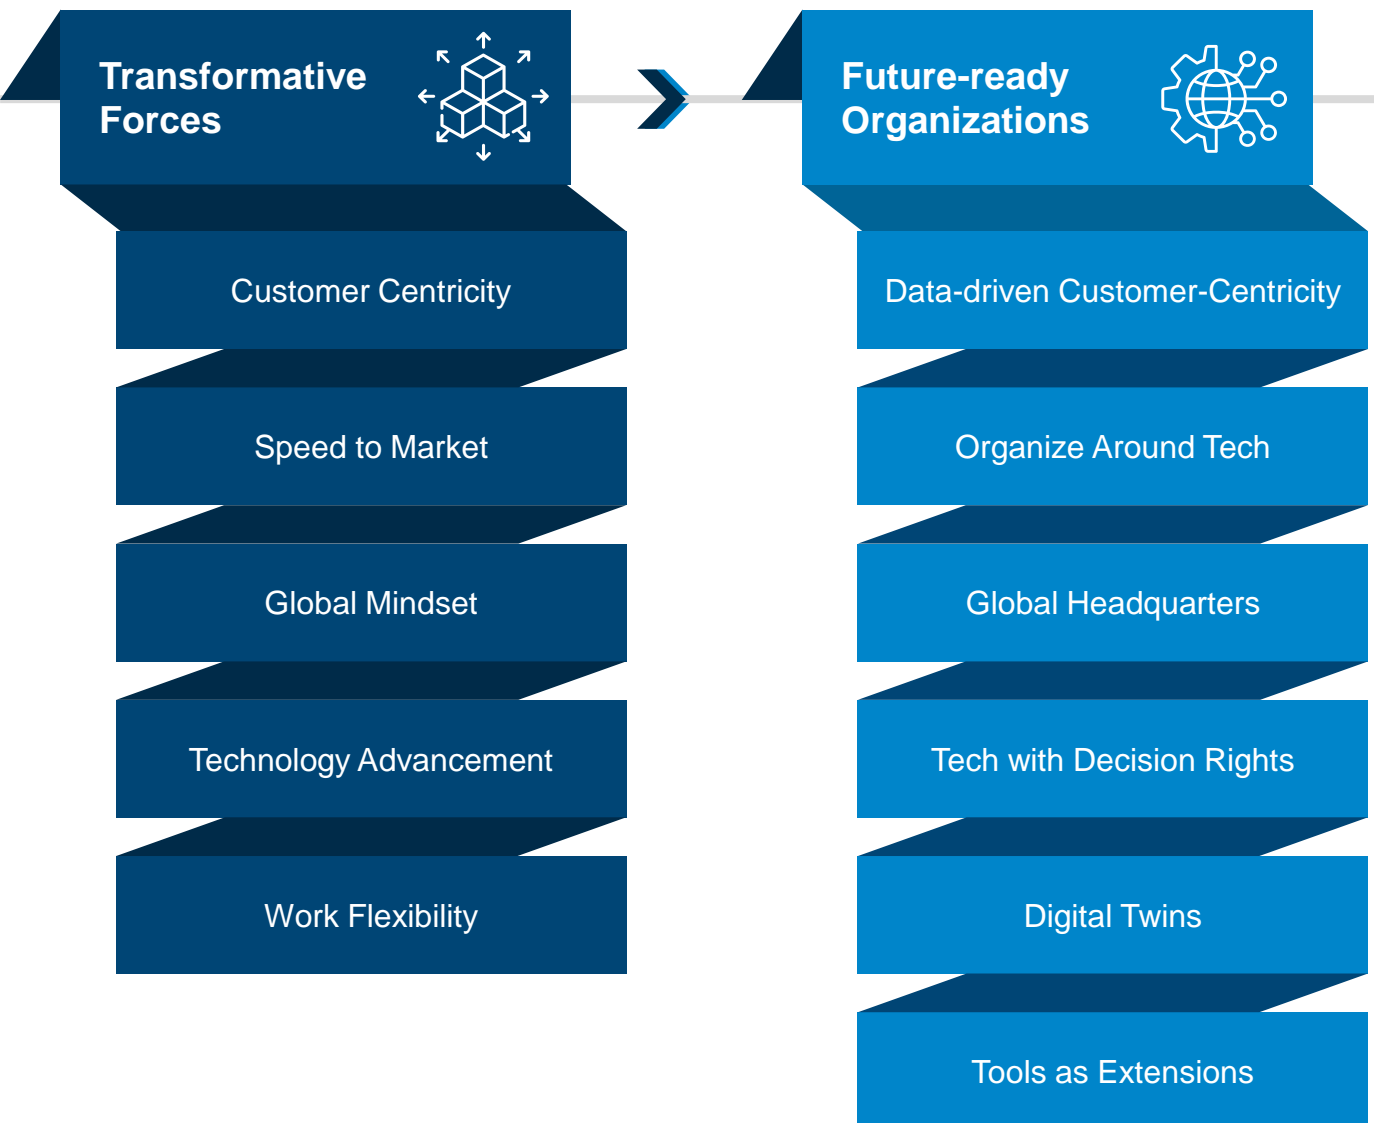 Transformative
Forces
Customer Centricity
Speed to Market
Global Mindset
Technology Advancement
Work Flexibility
Future-ready
Organizations
Data-driven Customer-Centricity
Organize Around Tech
Global Headquarters
Tech with Decision Rights
Digital Twins
Tools as Extensions